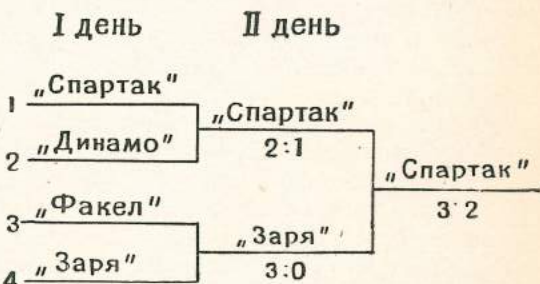 I день II день
1 „Спартак"
„Спартак"
2:1
2 „Динамо"
„Спартак"
3:2
3 „Факел"
„Заря"
3:0
4 „Заря"